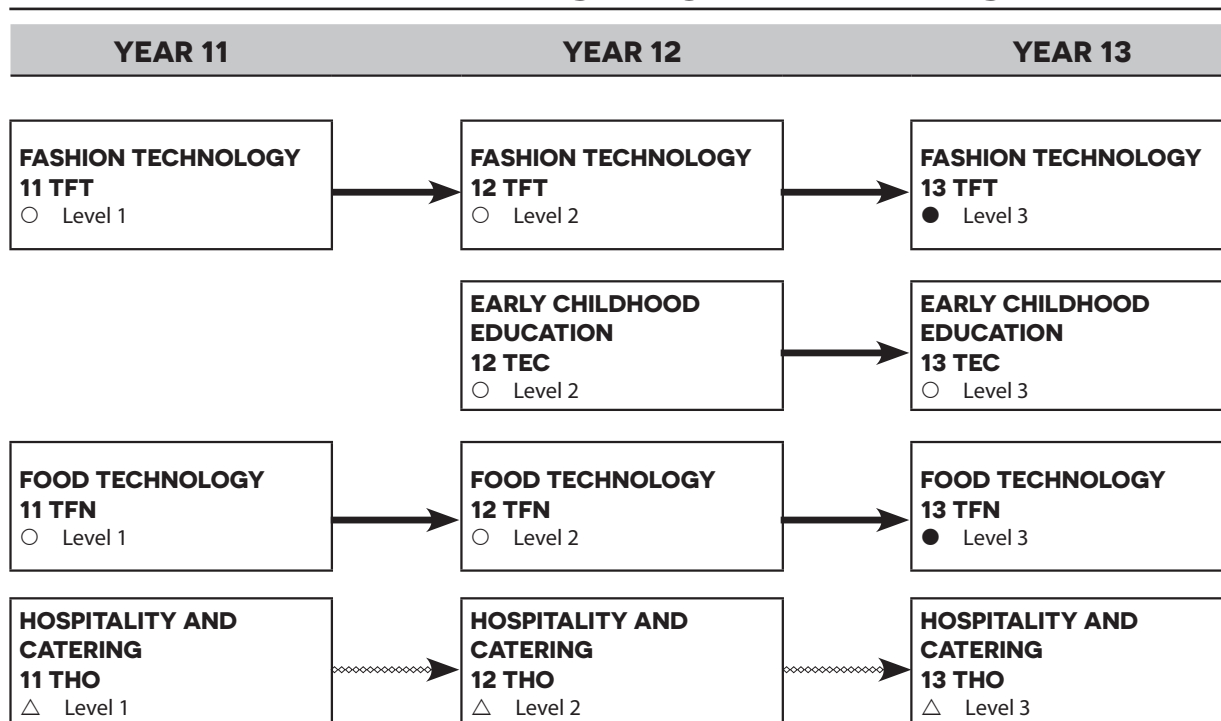 YEAR 11
YEAR 12
YEAR 13
FASHION TECHNOLOGY
11 TFT
○ Level 1
FASHION TECHNOLOGY
12 TFT
○ Level 2
FASHION TECHNOLOGY
13 TFT
● Level 3
EARLY CHILDHOOD
EDUCATION
12 TEC
○ Level 2
EARLY CHILDHOOD
EDUCATION
13 TEC
○ Level 3
FOOD TECHNOLOGY
11 TFN
○ Level 1
FOOD TECHNOLOGY
12 TFN
○ Level 2
FOOD TECHNOLOGY
13 TFN
● Level 3
HOSPITALITY AND
CATERING
11 THO
△ Level 1
HOSPITALITY AND
CATERING
12 THO
△ Level 2
HOSPITALITY AND
CATERING
13 THO
△ Level 3